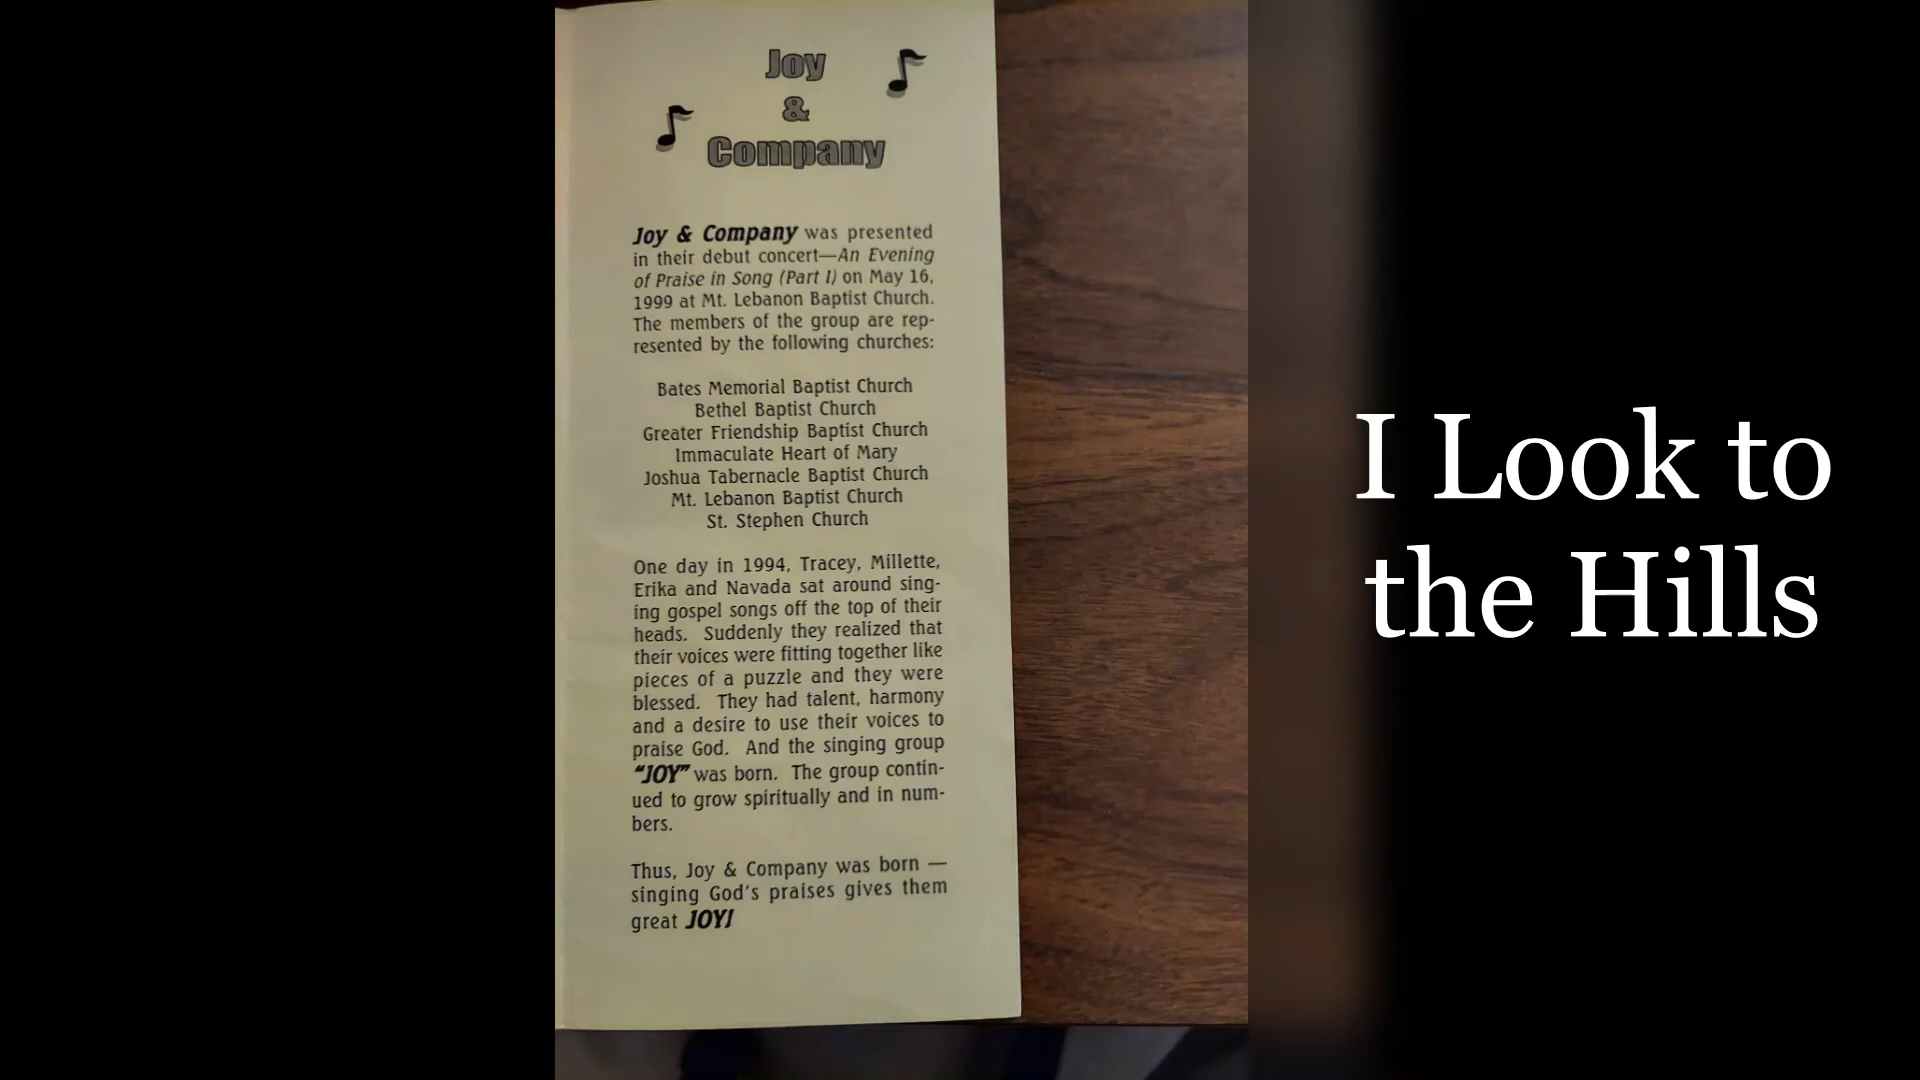 Joy
&
Company
Joy & Company was presented
in their debut concert—An Evening
of Praise in Song (Part I) on May 16,
1999 at Mt. Lebanon Baptist Church.
The members of the group are rep-
resented by the following churches:
Bates Memorial Baptist Church
Bethel Baptist Church
Greater Friendship Baptist Church
Immaculate Heart of Mary
Joshua Tabernacle Baptist Church
Mt. Lebanon Baptist Church
St. Stephen Church
One day in 1994, Tracey, Millette,
Erika and Navada sat around sing-
ing gospel songs off the top of their
heads. Suddenly they realized that
their voices were fitting together like
pieces of a puzzle and they were
blessed. They had talent, harmony
and a desire to use their voices to
praise God. And the singing group
“JOY” was born. The group contin-
ued to grow spiritually and in num-
bers.
Thus, Joy & Company was born —
singing God's praises gives them
great JOY!
I Look to
the Hills